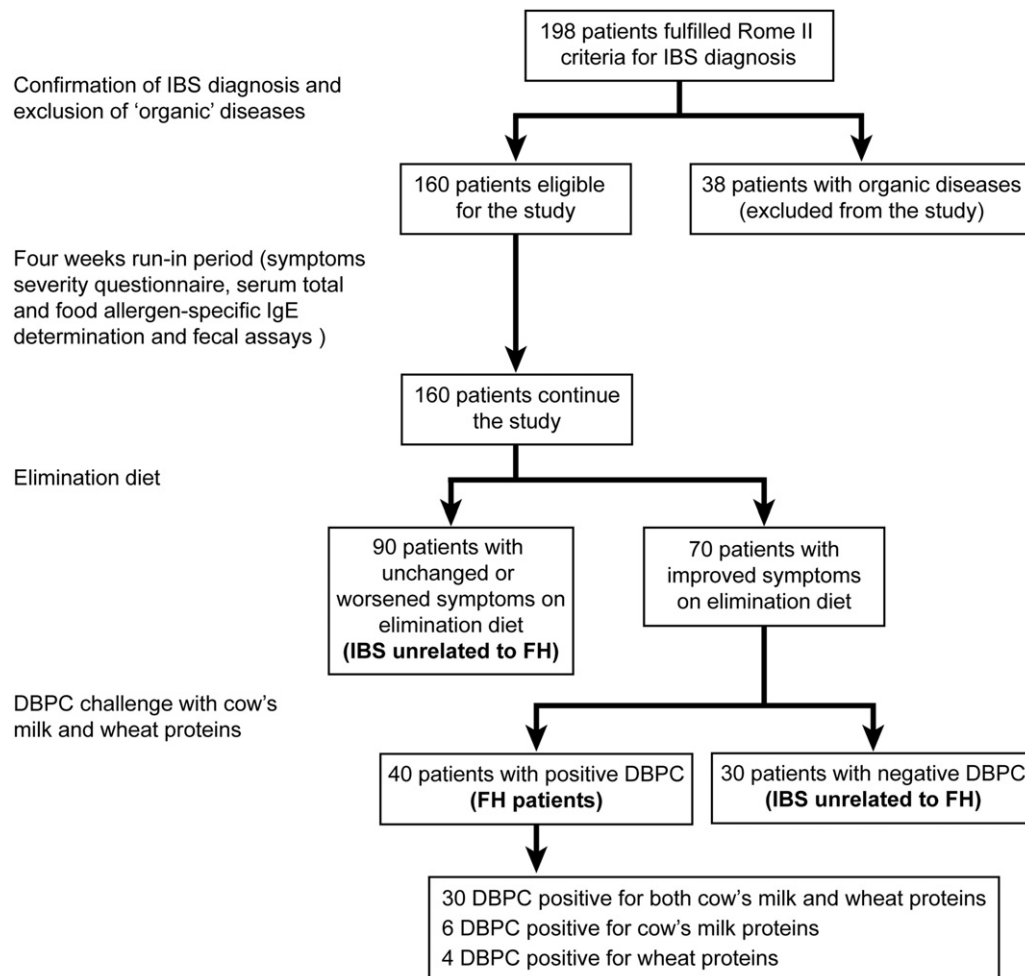 198 patients fulfilled Rome II
criteria for IBS diagnosis
Confirmation of IBS diagnosis and
exclusion of ‘organic’ diseases
160 patients eligible
for the study
38 patients with organic diseases
(excluded from the study)
Four weeks run-in period (symptoms
severity questionnaire, serum total
and food allergen-specific IgE
determination and fecal assays )
160 patients continue
the study
Elimination diet
90 patients with
unchanged or
worsened symptoms on
elimination diet
(IBS unrelated to FH)
70 patients with
improved symptoms
on elimination diet
DBPC challenge with cow’s
milk and wheat proteins
40 patients with positive DBPC
(FH patients)
30 patients with negative DBPC
(IBS unrelated to FH)
30 DBPC positive for both cow’s milk and wheat proteins
6 DBPC positive for cow’s milk proteins
4 DBPC positive for wheat proteins